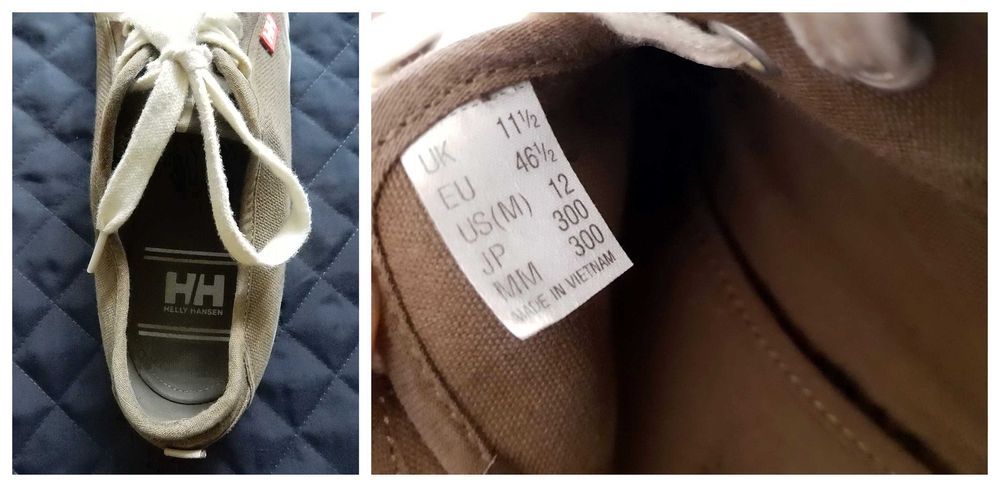 HH
HELLY HANSEN
UK 11½
EU 46½
US(M) 12
JP 300
MM 300
MADE IN VIETNAM